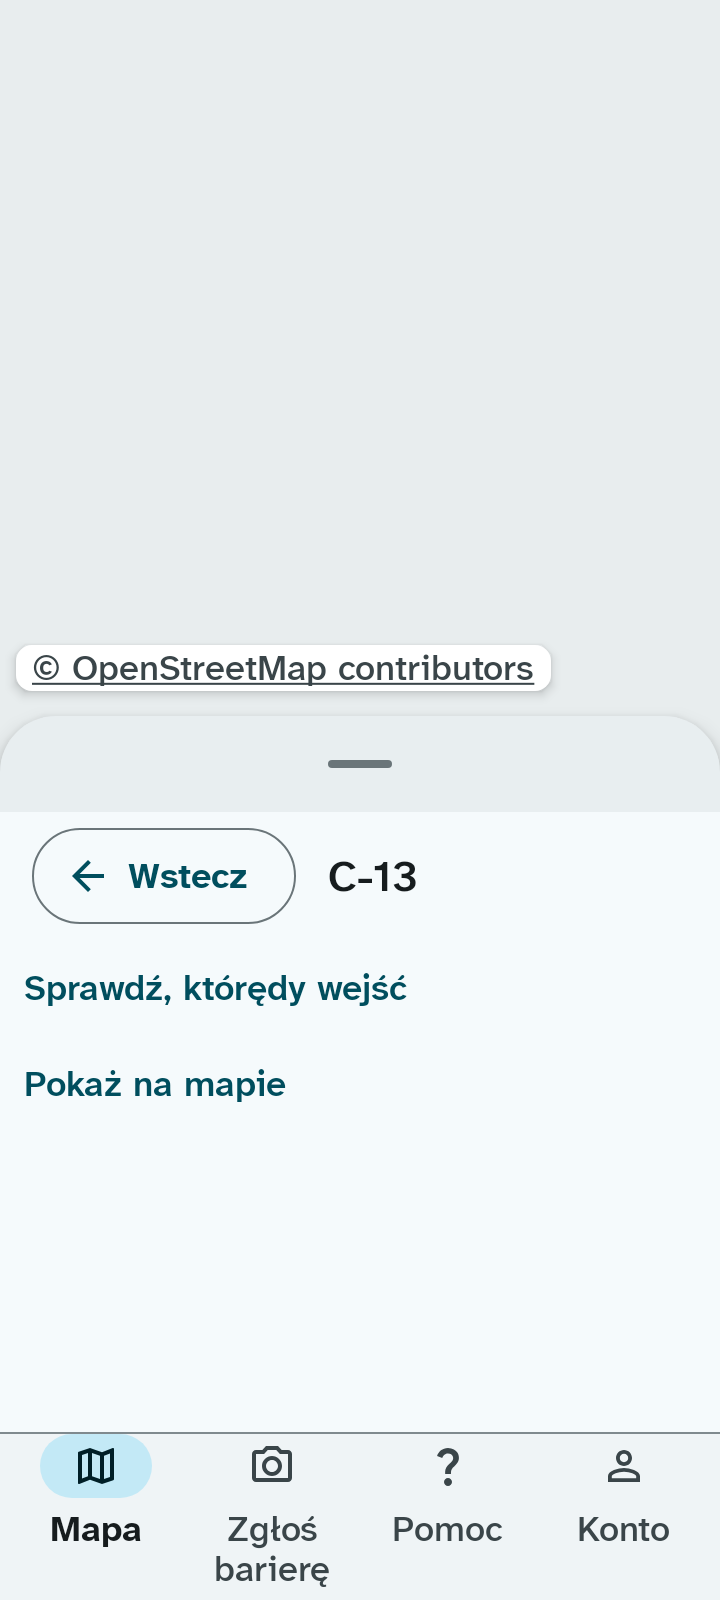 © OpenStreetMap contributors
Wstecz
C-13
Sprawdź, którędy wejść
Pokaż na mapie
Mapa
Zgłoś
barierę
Pomoc
Konto